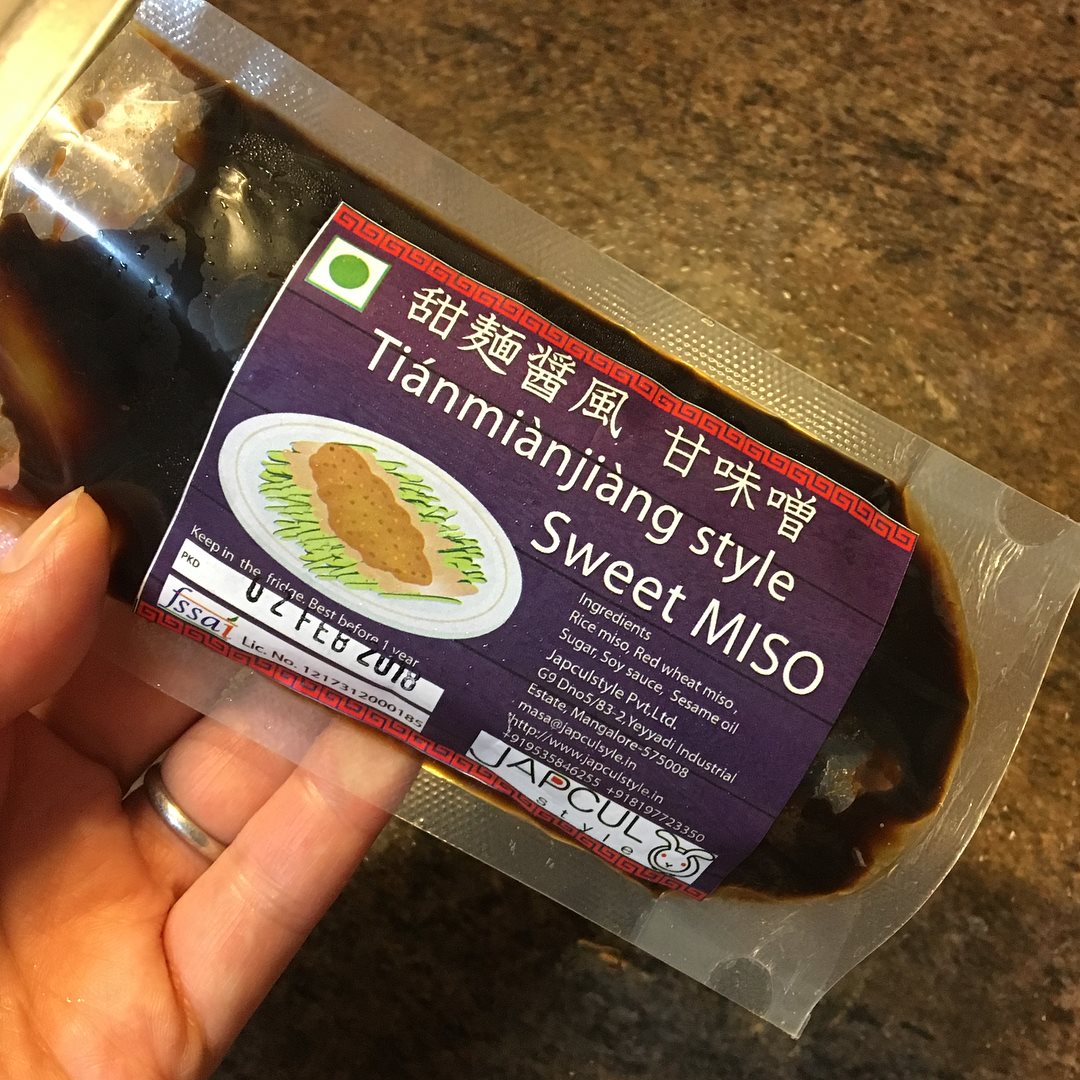 甜麵醤風 甘味噌
Tiánmiànjiàng style
Sweet MISO
Keep in the fridge. Best before 1 year
PKD
02 FEB 2018
fssai
Lic. No. 1217312000185
Ingredients
Rice miso, Red wheat miso,
Sugar, Soy sauce, Sesame oil
Japculstyle Pvt,Ltd.
G9 Dno5/83-2,Yeyyadi Industrial
Estate, Mangalore-575008
masa@japculsyle.in
http://www.japculstyle.in
+919535846255 +918197723350
JAPCUL
style